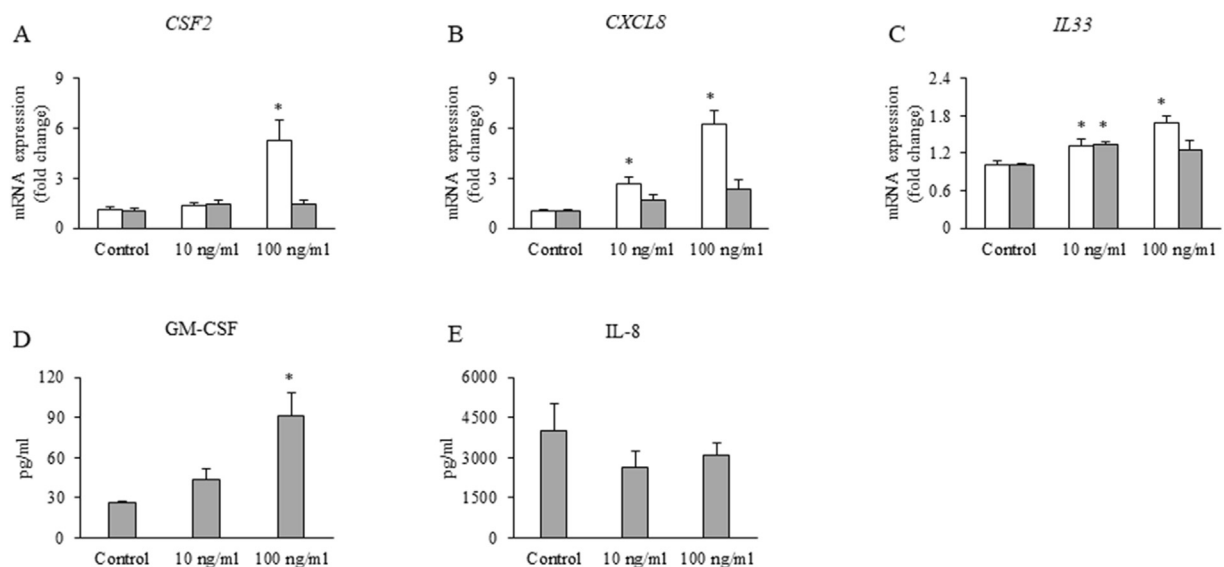 A
CSF2
mRNA expression
(fold change)
9
6
3
0
*
Control 10 ng/ml 100 ng/ml
B
CXCL8
mRNA expression
(fold change)
9
6
3
0
*
*
Control 10 ng/ml 100 ng/ml
C
IL33
mRNA expression
(fold change)
2.4
1.8
1.2
0.6
0
* *
*
Control 10 ng/ml 100 ng/ml
D
GM-CSF
pg/ml
120
90
60
30
0
*
Control 10 ng/ml 100 ng/ml
E
IL-8
pg/ml
6000
4500
3000
1500
0
Control 10 ng/ml 100 ng/ml